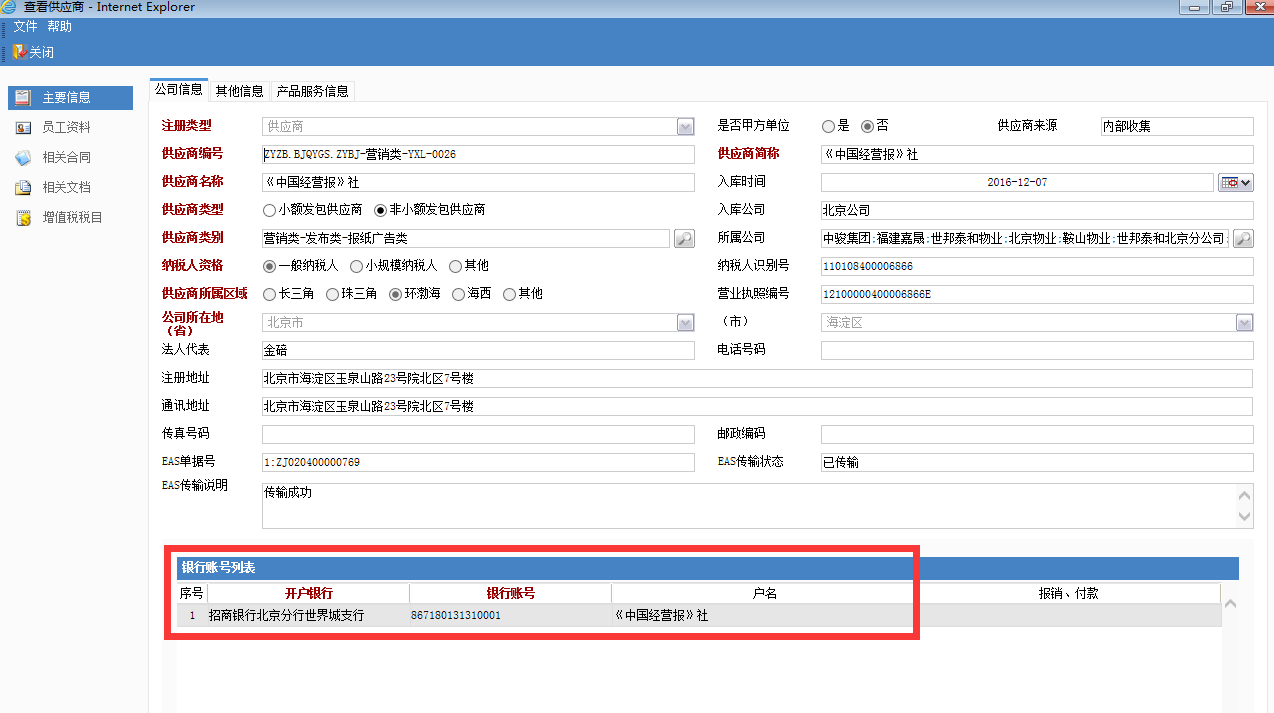 查看供应商 - Internet Explorer
文件 帮助
关闭
主要信息
员工资料
相关合同
相关文档
增值税税目
公司信息 其他信息 产品服务信息
注册类型 供应商 是否甲方单位 是 否 供应商来源 内部收集
供应商编号 ZYZB.BJQYGS.ZYBJ-营销类-YXL-0026 供应商简称 《中国经营报》社
供应商名称 《中国经营报》社 入库时间 2016-12-07
供应商类型 小额发包供应商 非小额发包供应商 入库公司 北京公司
供应商类别 营销类-发布类-报纸广告类 所属公司 中骏集团;福建嘉晟;世邦泰和物业;北京物业;鞍山物业;世邦泰和北京分公司;
纳税人资格 一般纳税人 小规模纳税人 其他 纳税人识别号 110108400006866
供应商所属区域 长三角 珠三角 环渤海 海西 其他 营业执照编号 12100000400006866E
公司所在地
（省） 北京市 （市） 海淀区
法人代表 金碚 电话号码
注册地址 北京市海淀区玉泉山路23号院北区7号楼
通讯地址 北京市海淀区玉泉山路23号院北区7号楼
传真号码 邮政编码
EAS单据号 1:ZJ020400000769 EAS传输状态 已传输
EAS传输说明 传输成功
银行账号列表
序号 开户银行 银行账号 户名 报销、付款
1 招商银行北京分行世界城支行 867180131310001 《中国经营报》社